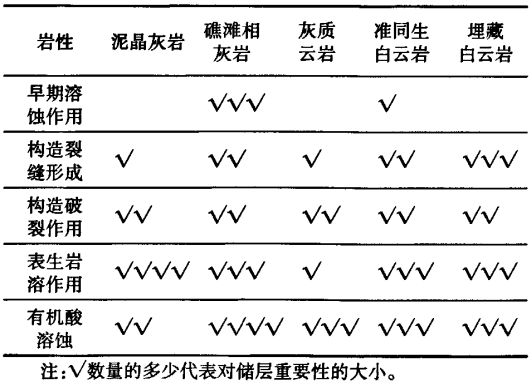 岩性 泥晶灰岩 礁滩相灰岩 灰质云岩 准同生白云岩 埋藏白云岩
早期溶蚀作用 √√√ √
构造裂缝形成 √ √√ √ √√ √√√
构造破裂作用 √√ √√ √√ √√ √√
表生岩溶作用 √√√√ √√√ √ √√√ √√√
有机酸溶蚀 √√ √√√√ √√√ √√√ √√√
注:√数量的多少代表对储层重要性的大小。